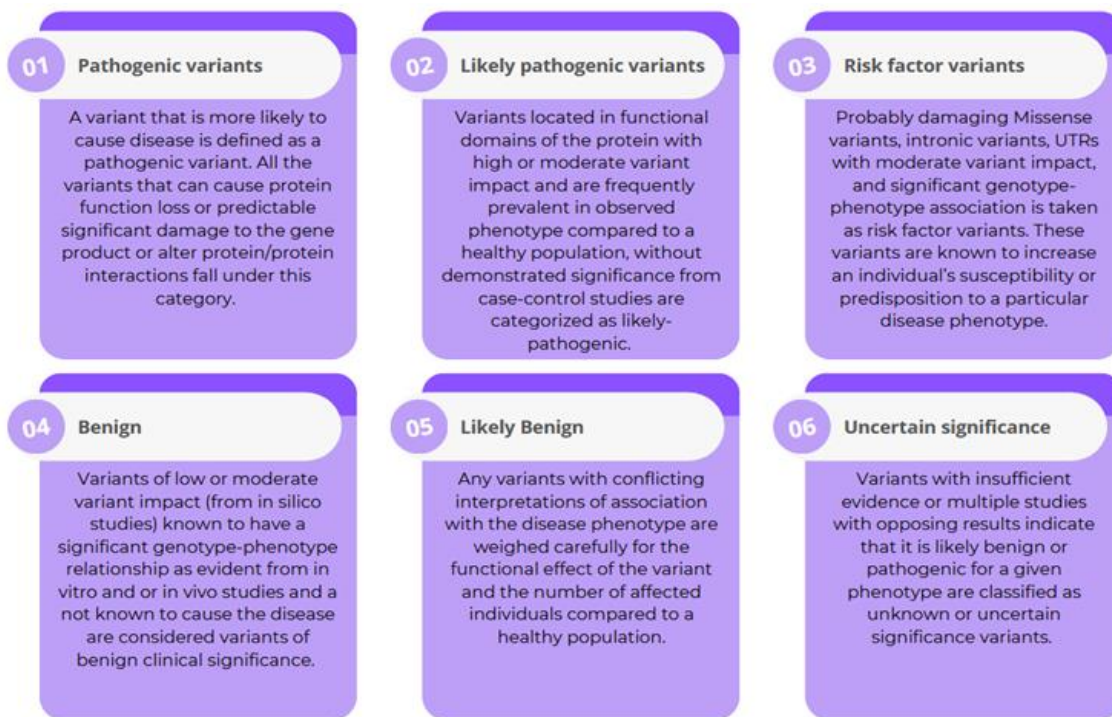 01
Pathogenic variants
A variant that is more likely to
cause disease is defined as a
pathogenic variant. All the
variants that can cause protein
function loss or predictable
significant damage to the gene
product or alter protein/protein
interactions fall under this
category.
02
Likely pathogenic variants
Variants located in functional
domains of the protein with
high or moderate variant
impact and are frequently
prevalent in observed
phenotype compared to a
healthy population, without
demonstrated significance from
case-control studies are
categorized as likely-
pathogenic.
03
Risk factor variants
Probably damaging Missense
variants, intronic variants, UTRs
with moderate variant impact,
and significant genotype-
phenotype association is taken
as risk factor variants. These
variants are known to increase
an individual's susceptibility or
predisposition to a particular
disease phenotype.
04
Benign
Variants of low or moderate
variant impact (from in silico
studies) known to have a
significant genotype-phenotype
relationship as evident from in
vitro and or in vivo studies and a
not known to cause the disease
are considered variants of
benign clinical significance.
05
Likely Benign
Any variants with conflicting
interpretations of association
with the disease phenotype are
weighed carefully for the
functional effect of the variant
and the number of affected
individuals compared to a
healthy population.
06
Uncertain significance
Variants with insufficient
evidence or multiple studies
with opposing results indicate
that it is likely benign or
pathogenic for a given
phenotype are classified as
unknown or uncertain
significance variants.